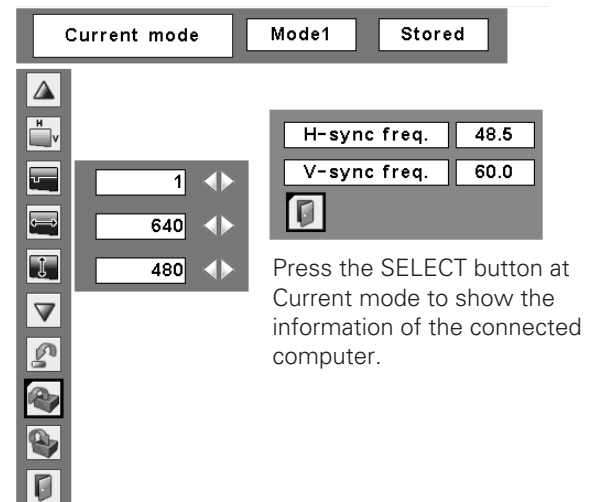 Current mode Mode1 Stored
H V
H-sync freq. 48.5
V-sync freq. 60.0
1
640
480
Press the SELECT button at
Current mode to show the
information of the connected
computer.